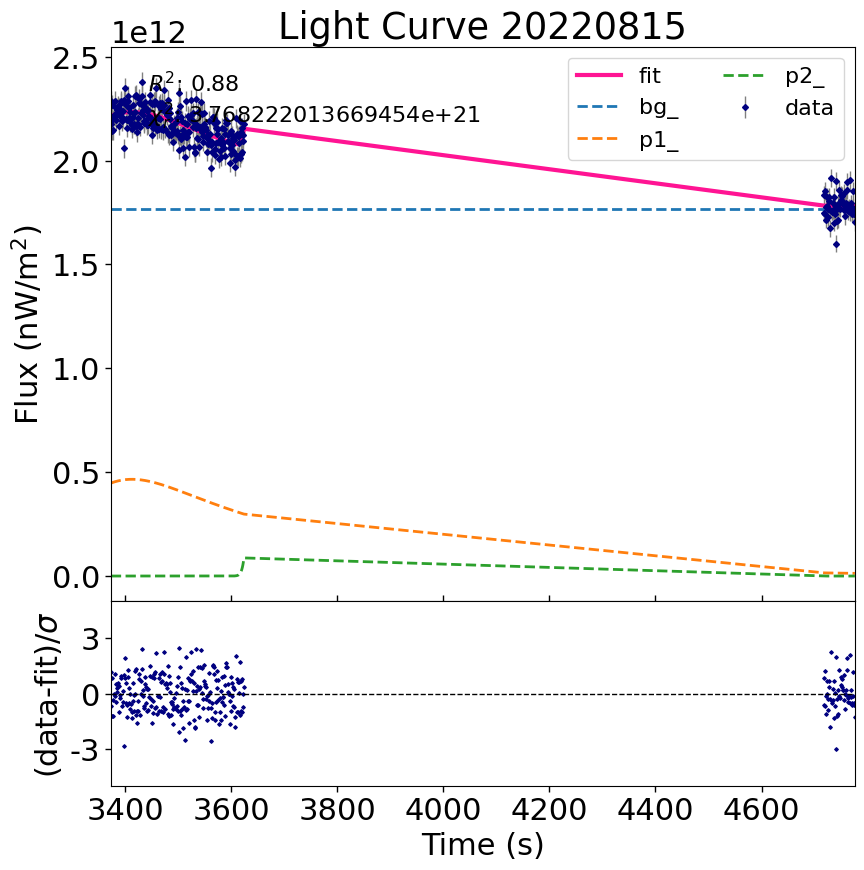 Light Curve 20220815
1e12
R²: 0.88
3.768222013669454e+21
fit
bg_
p1_
p2_
data
Flux (nW/m²)
2.5
2.0
1.5
1.0
0.5
0.0
(data-fit)/σ
3
0
-3
3400 3600 3800 4000 4200 4400 4600
Time (s)